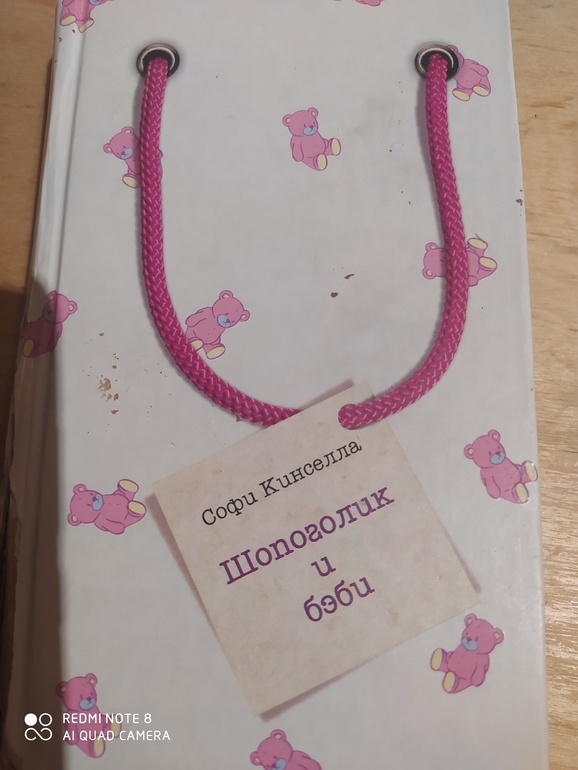 Софи Кинселла
Шопоголик
и
бэби
REDMI NOTE 8
AI QUAD CAMERA